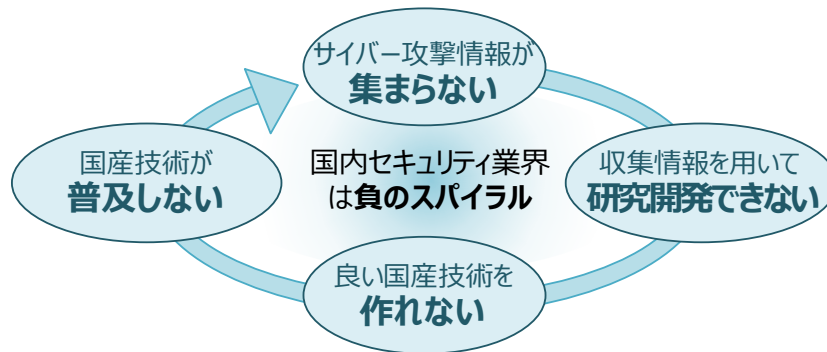 サイバー攻撃情報が
集まらない
国産技術が
普及しない
国内セキュリティ業界
は負のスパイラル
収集情報を用いて
研究開発できない
良い国産技術を
作れない